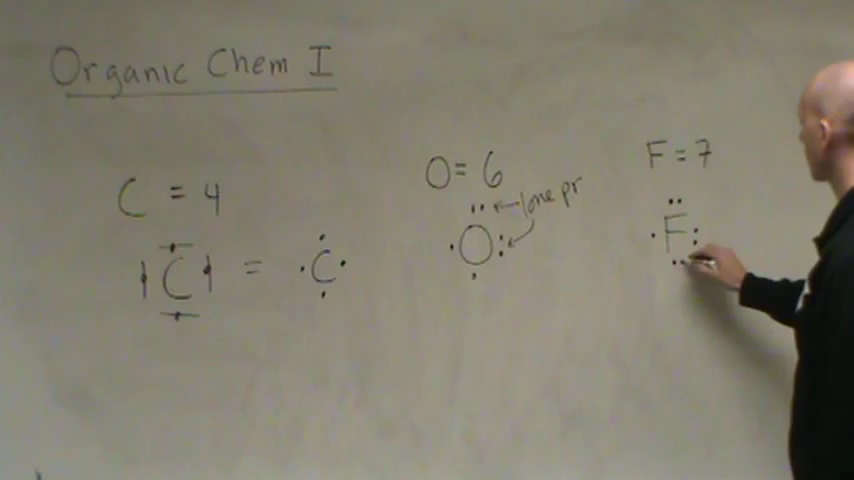 Organic Chem I
C = 4
O = 6
F = 7
lone pr
C = C
O
F